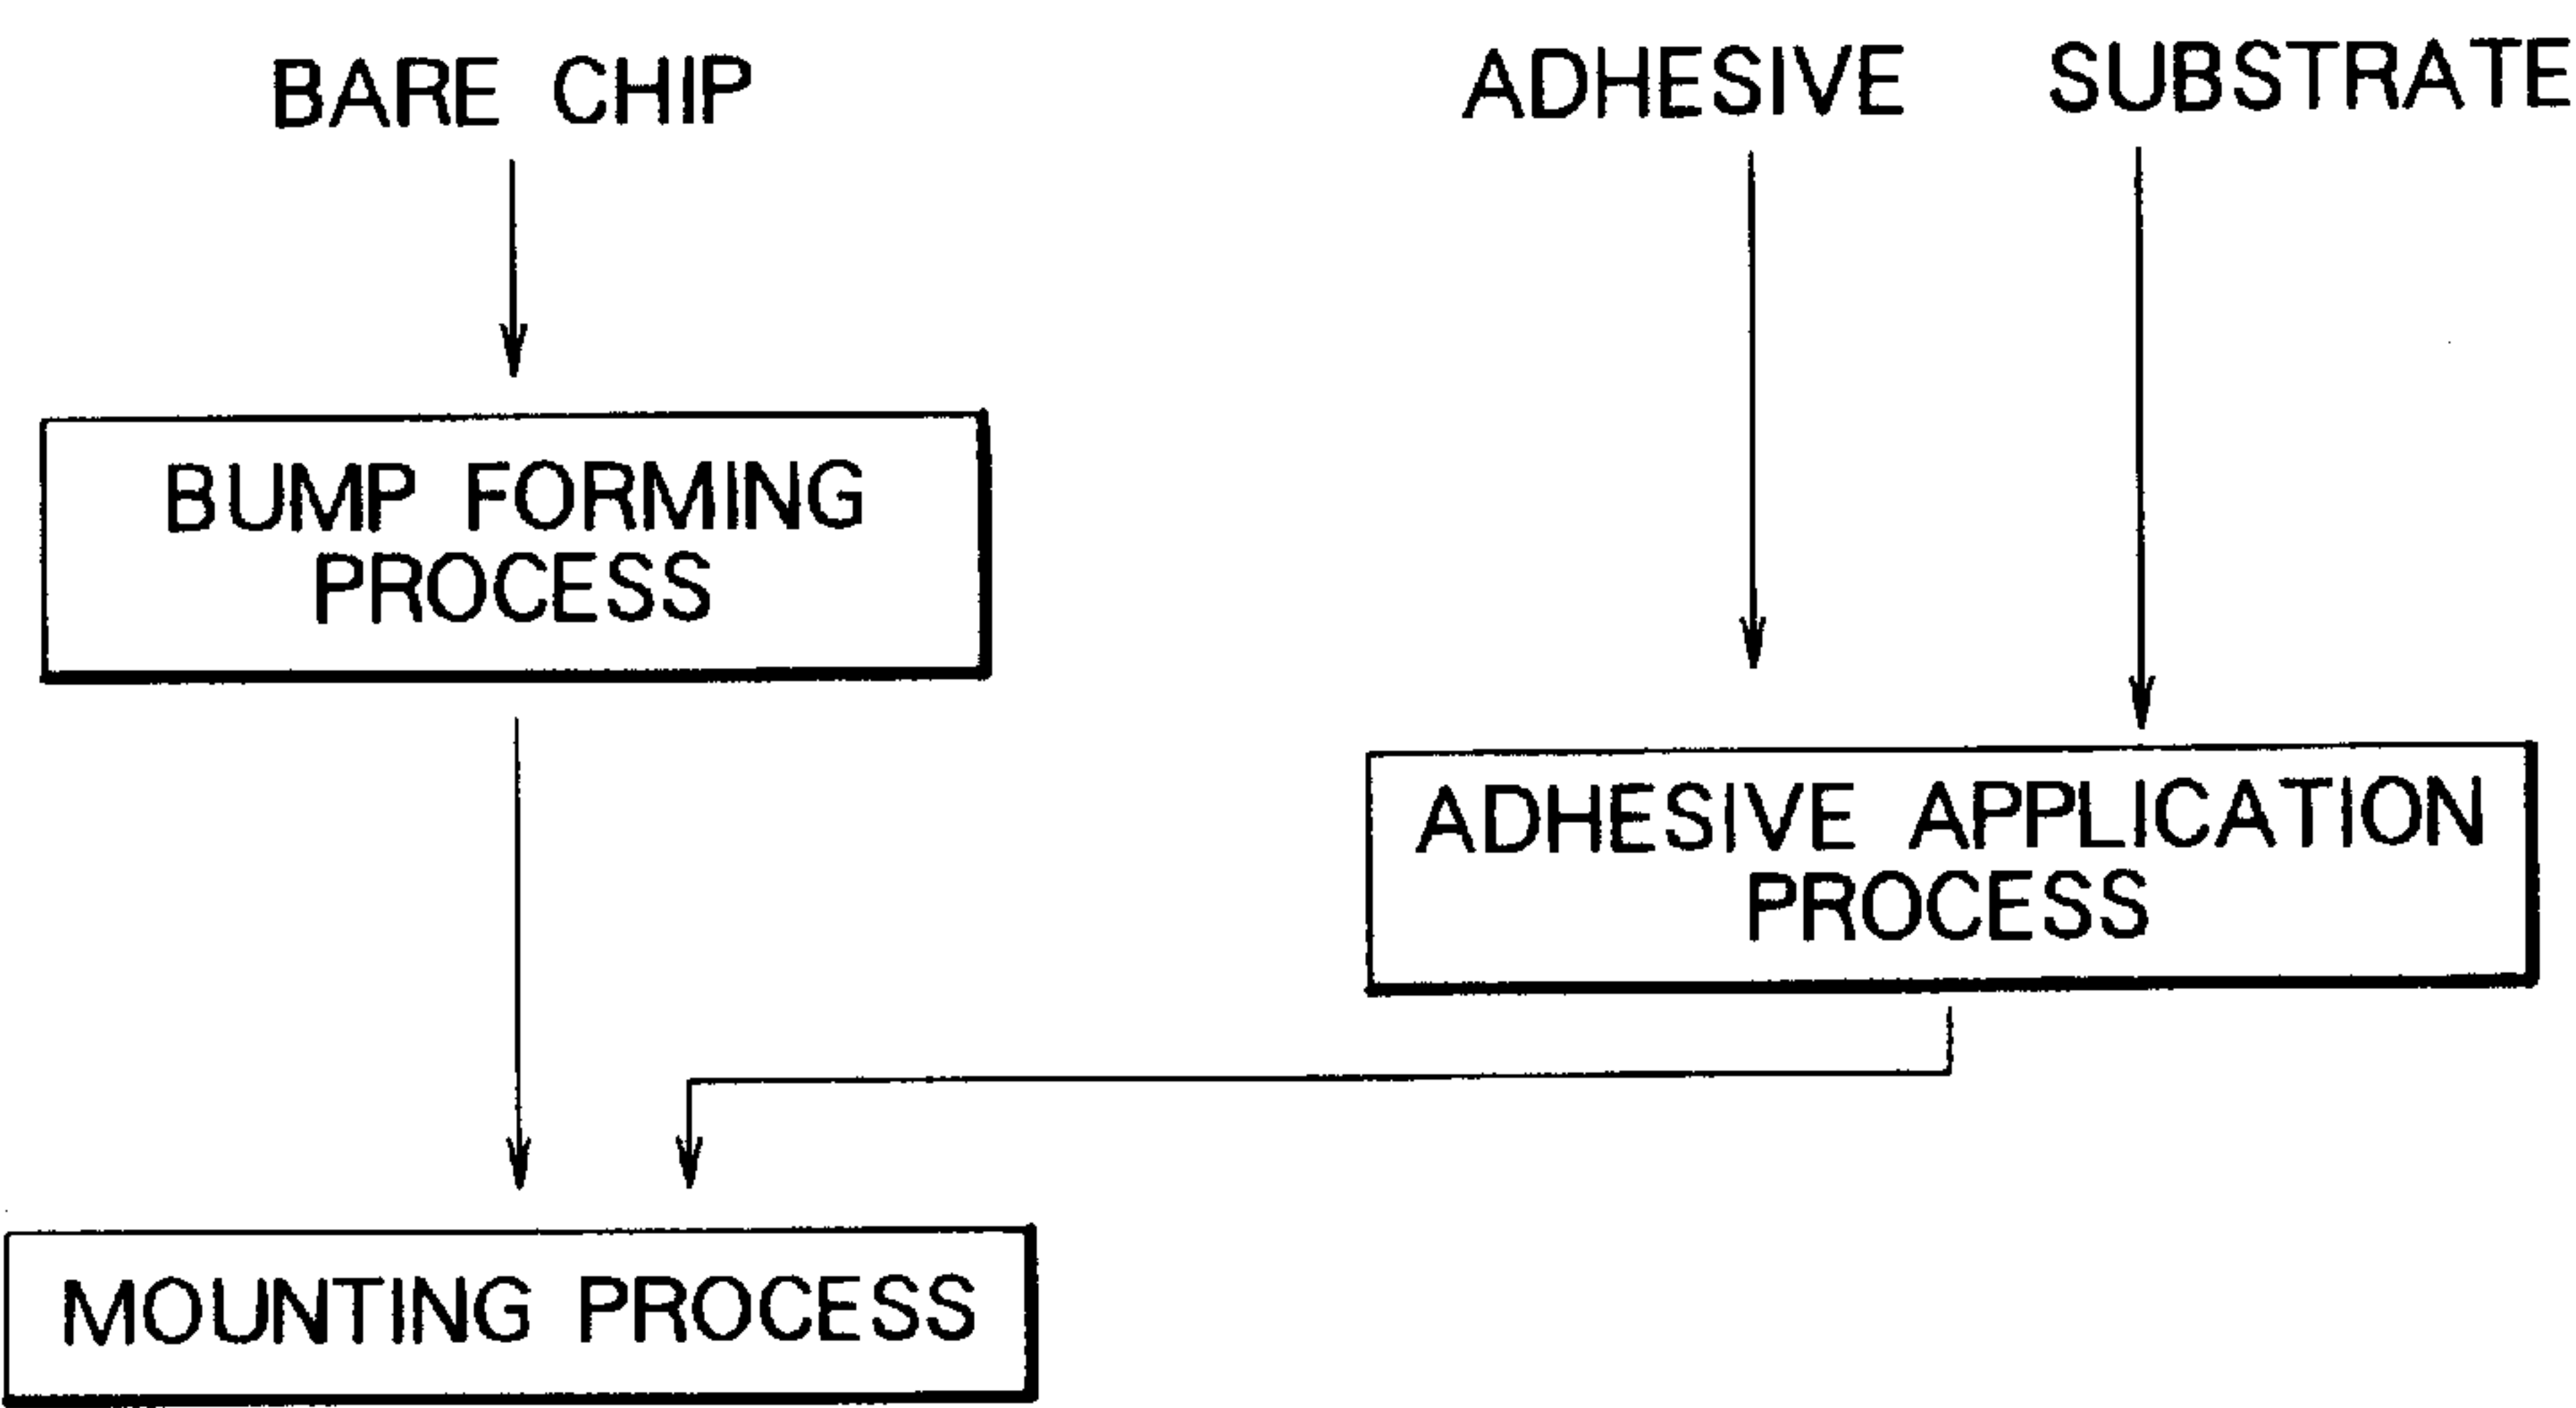 BARE CHIP
ADHESIVE
SUBSTRATE
BUMP FORMING
PROCESS
ADHESIVE APPLICATION
PROCESS
MOUNTING PROCESS